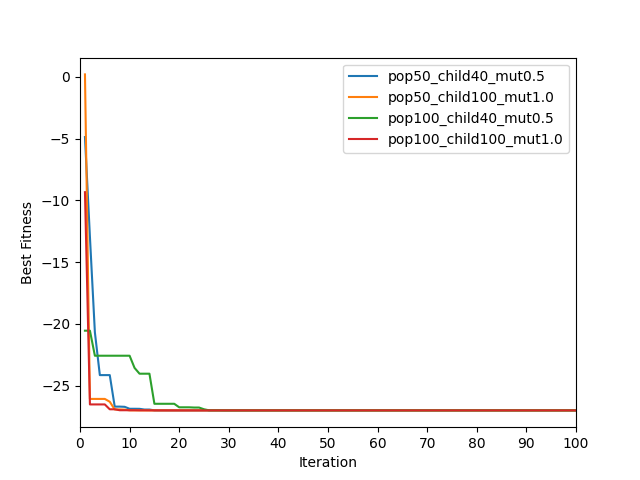 pop50_child40_mut0.5
pop50_child100_mut1.0
pop100_child40_mut0.5
pop100_child100_mut1.0
Best Fitness
0
−5
−10
−15
−20
−25
0 10 20 30 40 50 60 70 80 90 100
Iteration